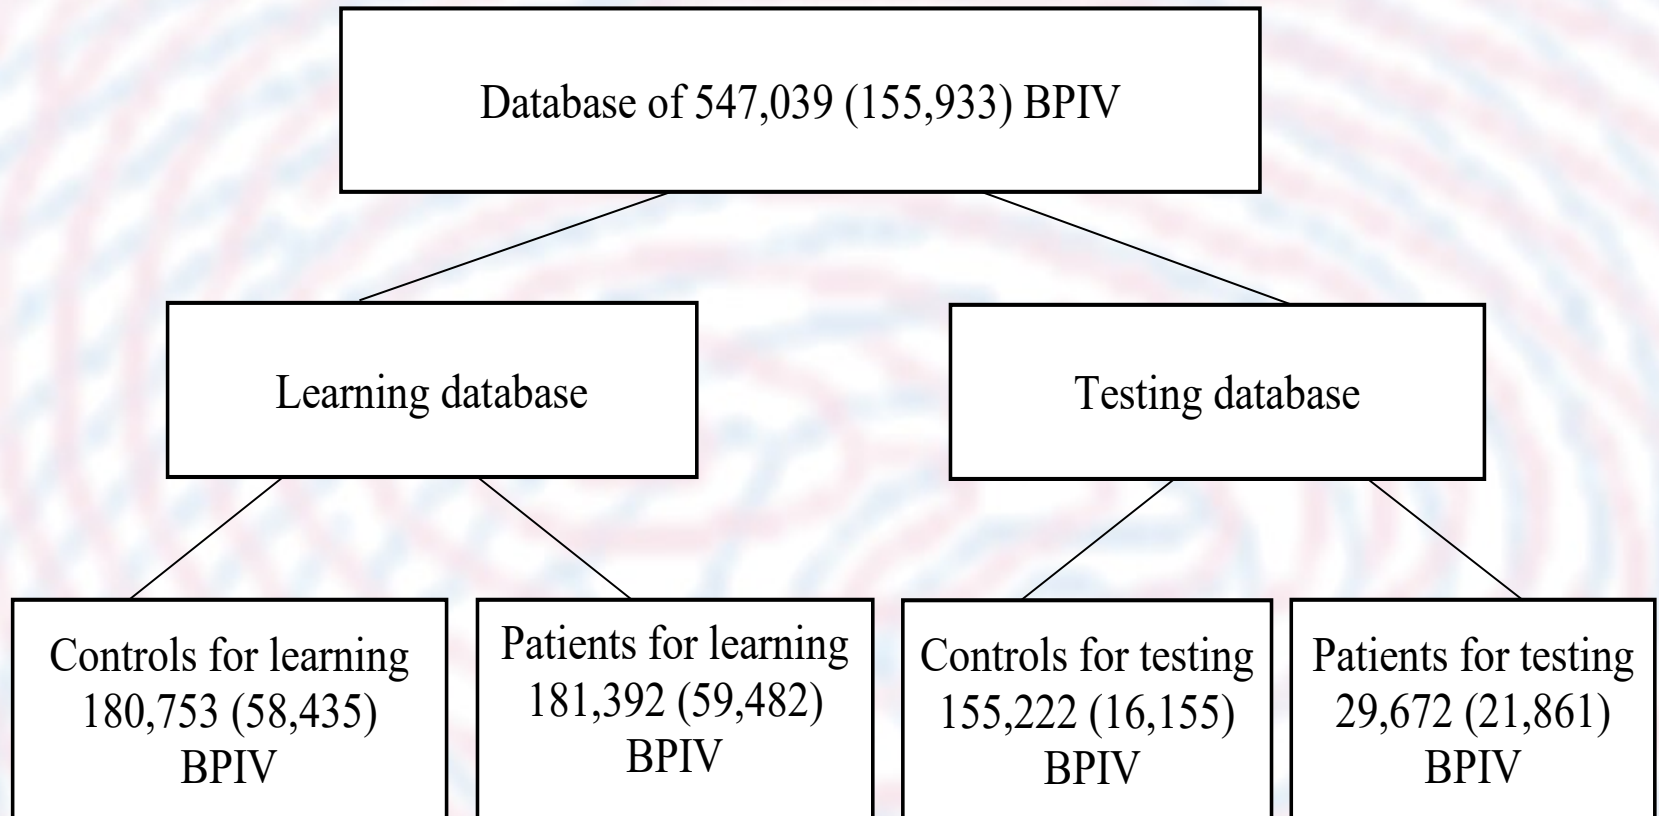 Database of 547,039 (155,933) BPIV
Learning database
Testing database
Controls for learning
180,753 (58,435)
BPIV
Patients for learning
181,392 (59,482)
BPIV
Controls for testing
155,222 (16,155)
BPIV
Patients for testing
29,672 (21,861)
BPIV